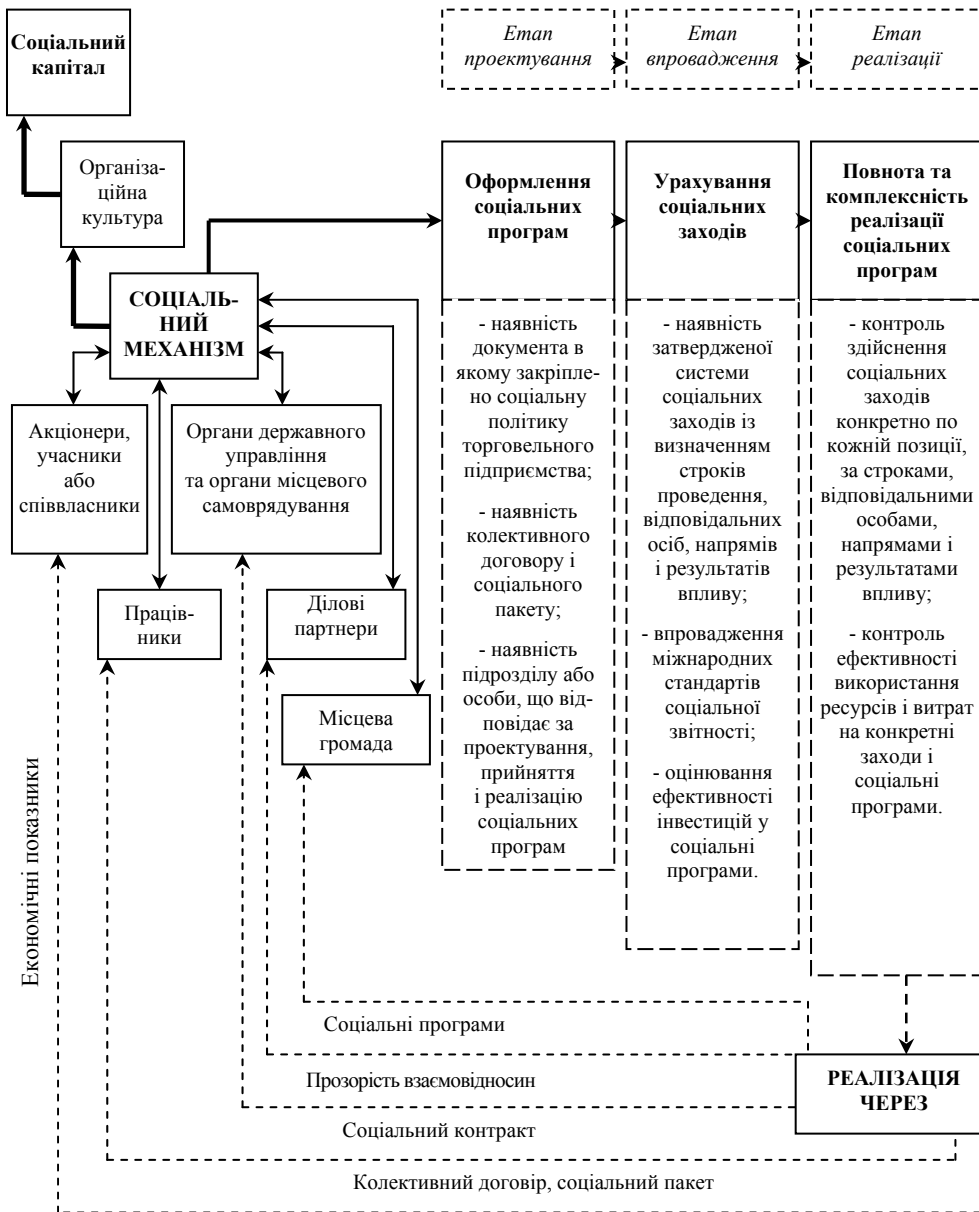 Соціальний
капітал
Етап
проектування
Етап
впровадження
Етап
реалізації
Організа-
ційна
культура
Оформлення
соціальних
програм
Урахування
соціальних
заходів
Повнота та
комплексність
реалізації
соціальних
програм
СОЦІАЛЬ-
НИЙ
МЕХАНІЗМ
Акціонери,
учасники
або
співвласники
Органи державного
управління
та органи місцевого
самоврядування
Праців-
ники
Ділові
партнери
Місцева
громада
- наявність
документа в
якому закріпле-
но соціальну
політику
торговельного
підприємства;
- наявність
колективного
договору і
соціального
пакету;
- наявність
підрозділу або
особи, що від-
повідає за
проектування,
прийняття
і реалізацію
соціальних
програм
- наявність
затвердженої
системи
соціальних
заходів із
визначенням
строків
проведення,
відповідальних
осіб, напрямів
і результатів
впливу;
- впровадження
міжнародних
стандартів
соціальної
звітності;
- оцінювання
ефективності
інвестицій у
соціальні
програми.
- контроль
здійснення
соціальних
заходів
конкретно по
кожній позиції,
за строками,
відповідальними
особами,
напрямами і
результатами
впливу;
- контроль
ефективності
використання
ресурсів і витрат
на конкретні
заходи і
соціальні
програми.
Економічні показники
Соціальні програми
Прозорість взаємовідносин
Соціальний контракт
Колективний договір, соціальний пакет
РЕАЛІЗАЦІЯ
ЧЕРЕЗ